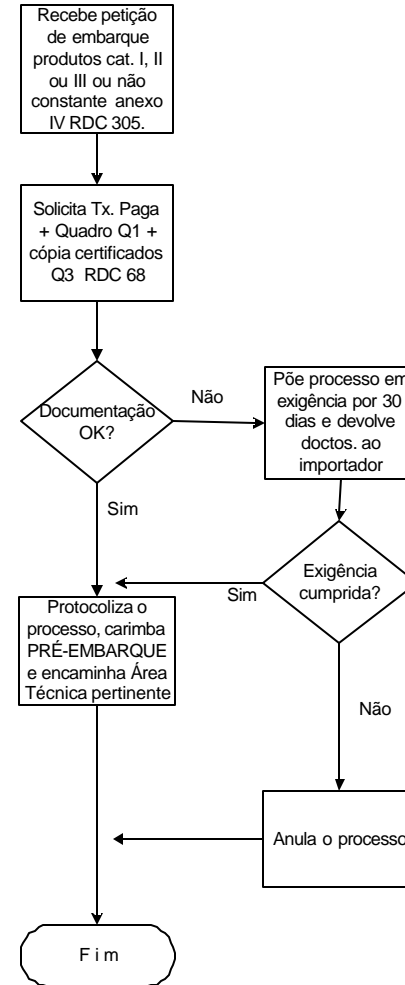 Recebe petição
de embarque
produtos cat. I, II
ou III ou não
constante anexo
IV RDC 305.
Solicita Tx. Paga
+ Quadro Q1 +
cópia certificados
Q3 RDC 68
Documentação
OK?
Não
Põe processo em
exigência por 30
dias e devolve
doctos. ao
importador
Sim
Exigência
cumprida?
Sim
Protocoliza o
processo, carimba
PRÉ-EMBARQUE
e encaminha Área
Técnica pertinente
Não
Anula o processo
F i m